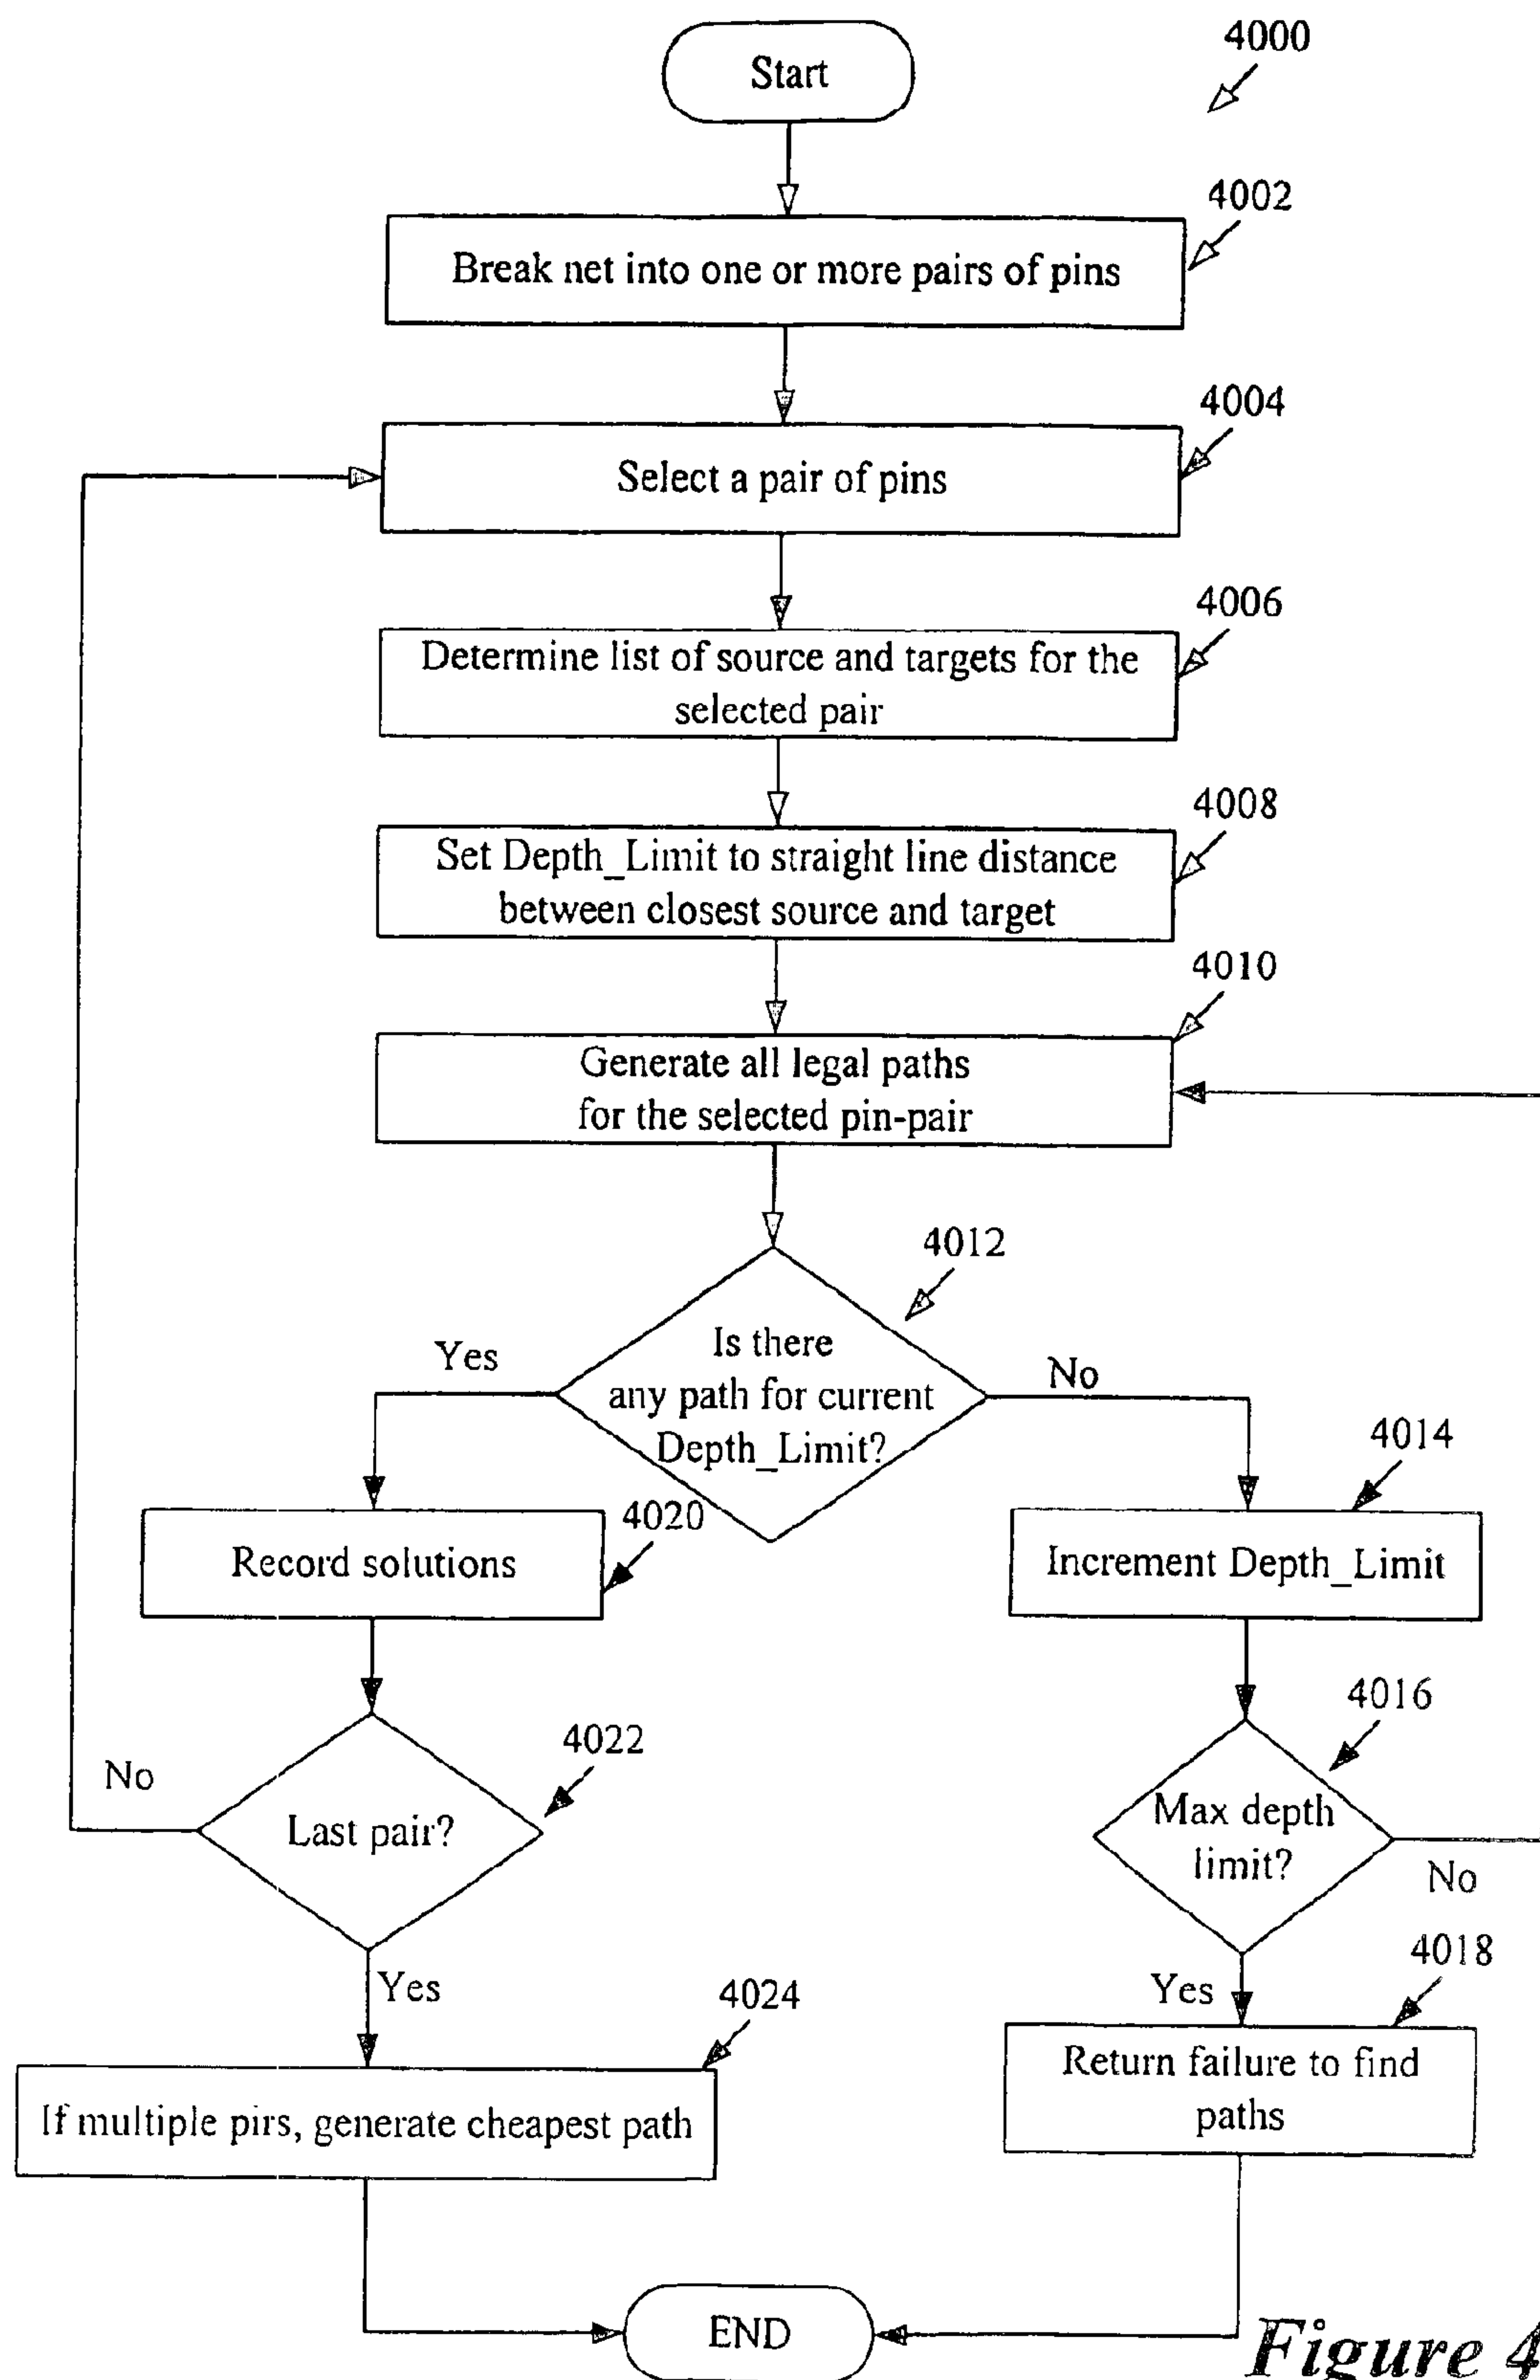 Start
4000
Break net into one or more pairs of pins
4002
Select a pair of pins
4004
Determine list of source and targets for the
selected pair
4006
Set Depth_Limit to straight line distance
between closest source and target
4008
Generate all legal paths
for the selected pin-pair
4010
Is there
any path for current
Depth_Limit?
4012
Yes
No
Record solutions
4020
Increment Depth_Limit
4014
Last pair?
4022
No
Yes
Max depth
limit?
4016
No
Yes
If multiple pirs, generate cheapest path
4024
Return failure to find
paths
4018
END
Figure 4